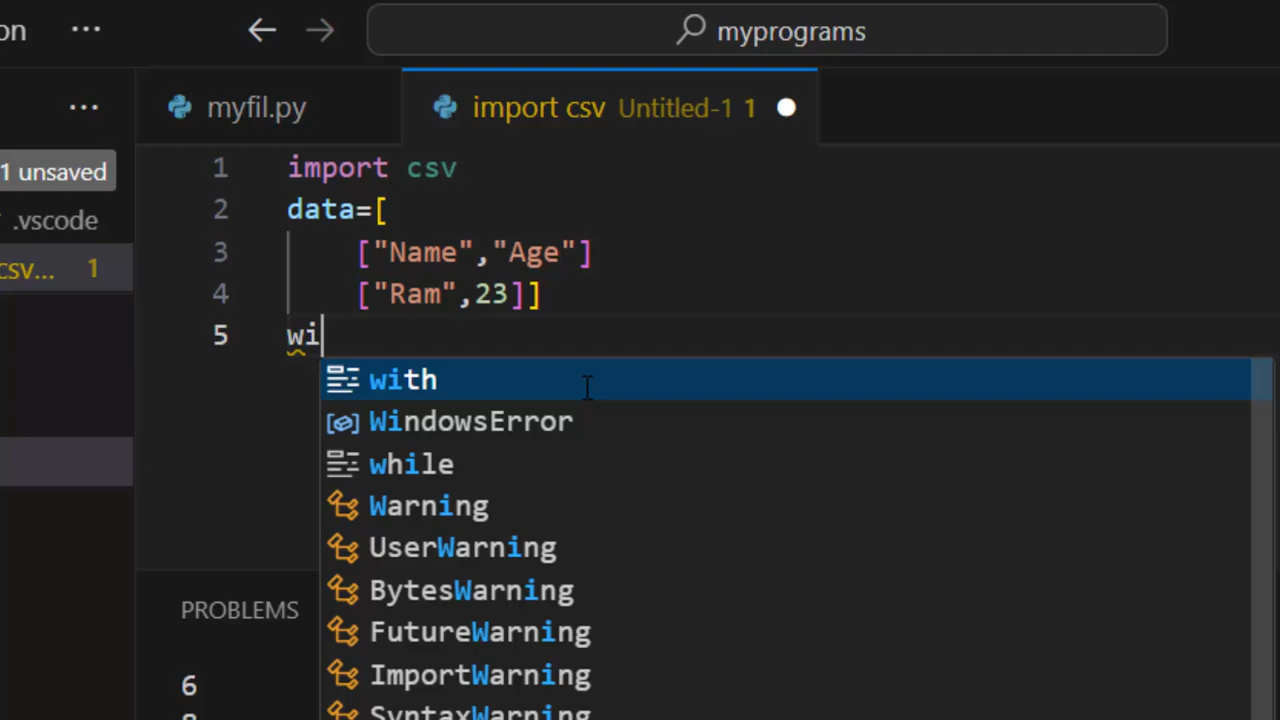 on ... myprograms
... myfil.py import csv Untitled-1 1
1 unsaved
.vscode
csv... 1
1 import csv
2 data=[
3 ["Name","Age"]
4 ["Ram",23]]
5 wi
with
WindowsError
while
Warning
UserWarning
BytesWarning
FutureWarning
ImportWarning
SyntaxWarning
PROBLEMS
6